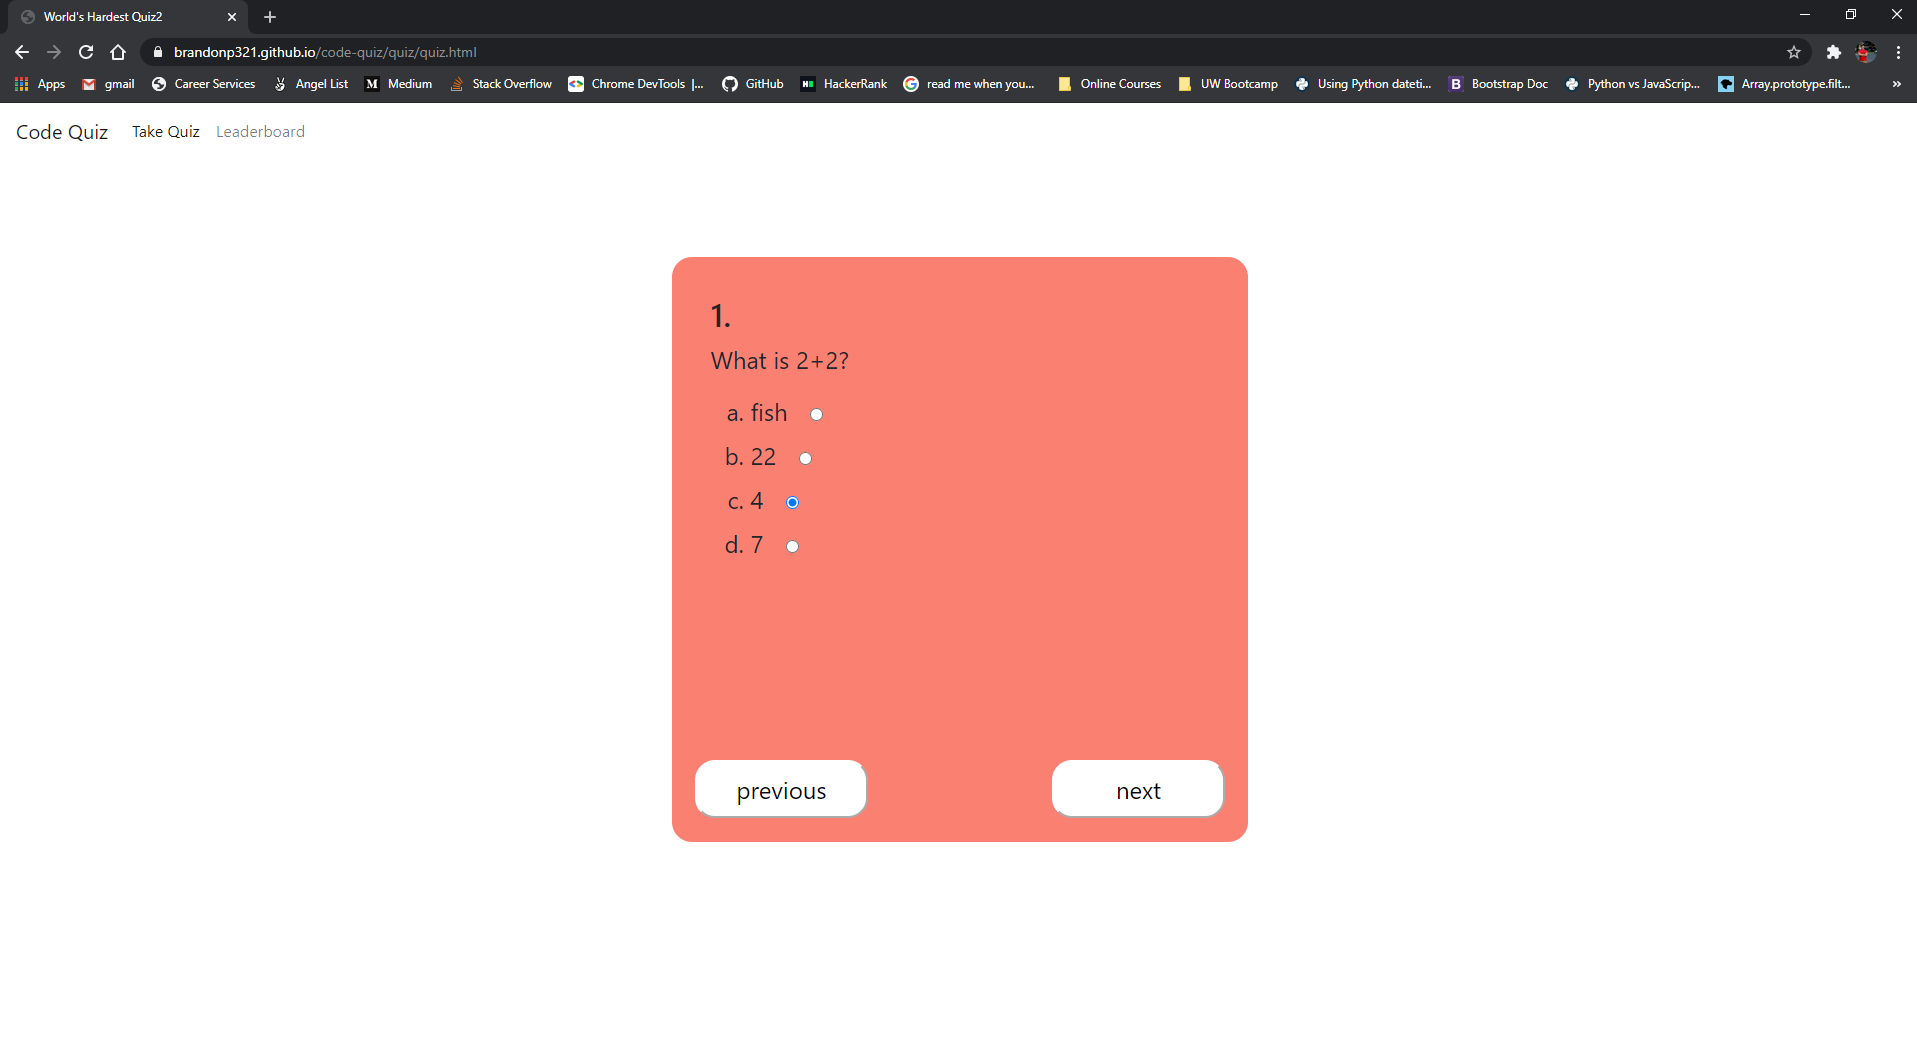 World's Hardest Quiz2
brandonp321.github.io/code-quiz/quiz/quiz.html
Apps gmail Career Services Angel List M Medium Stack Overflow Chrome DevTools |... GitHub HackerRank read me when you... Online Courses UW Bootcamp Using Python dateti... B Bootstrap Doc Python vs JavaScrip... Array.prototype.filt... »
Code Quiz Take Quiz Leaderboard
1.
What is 2+2?
a. fish
b. 22
c. 4
d. 7
previous next